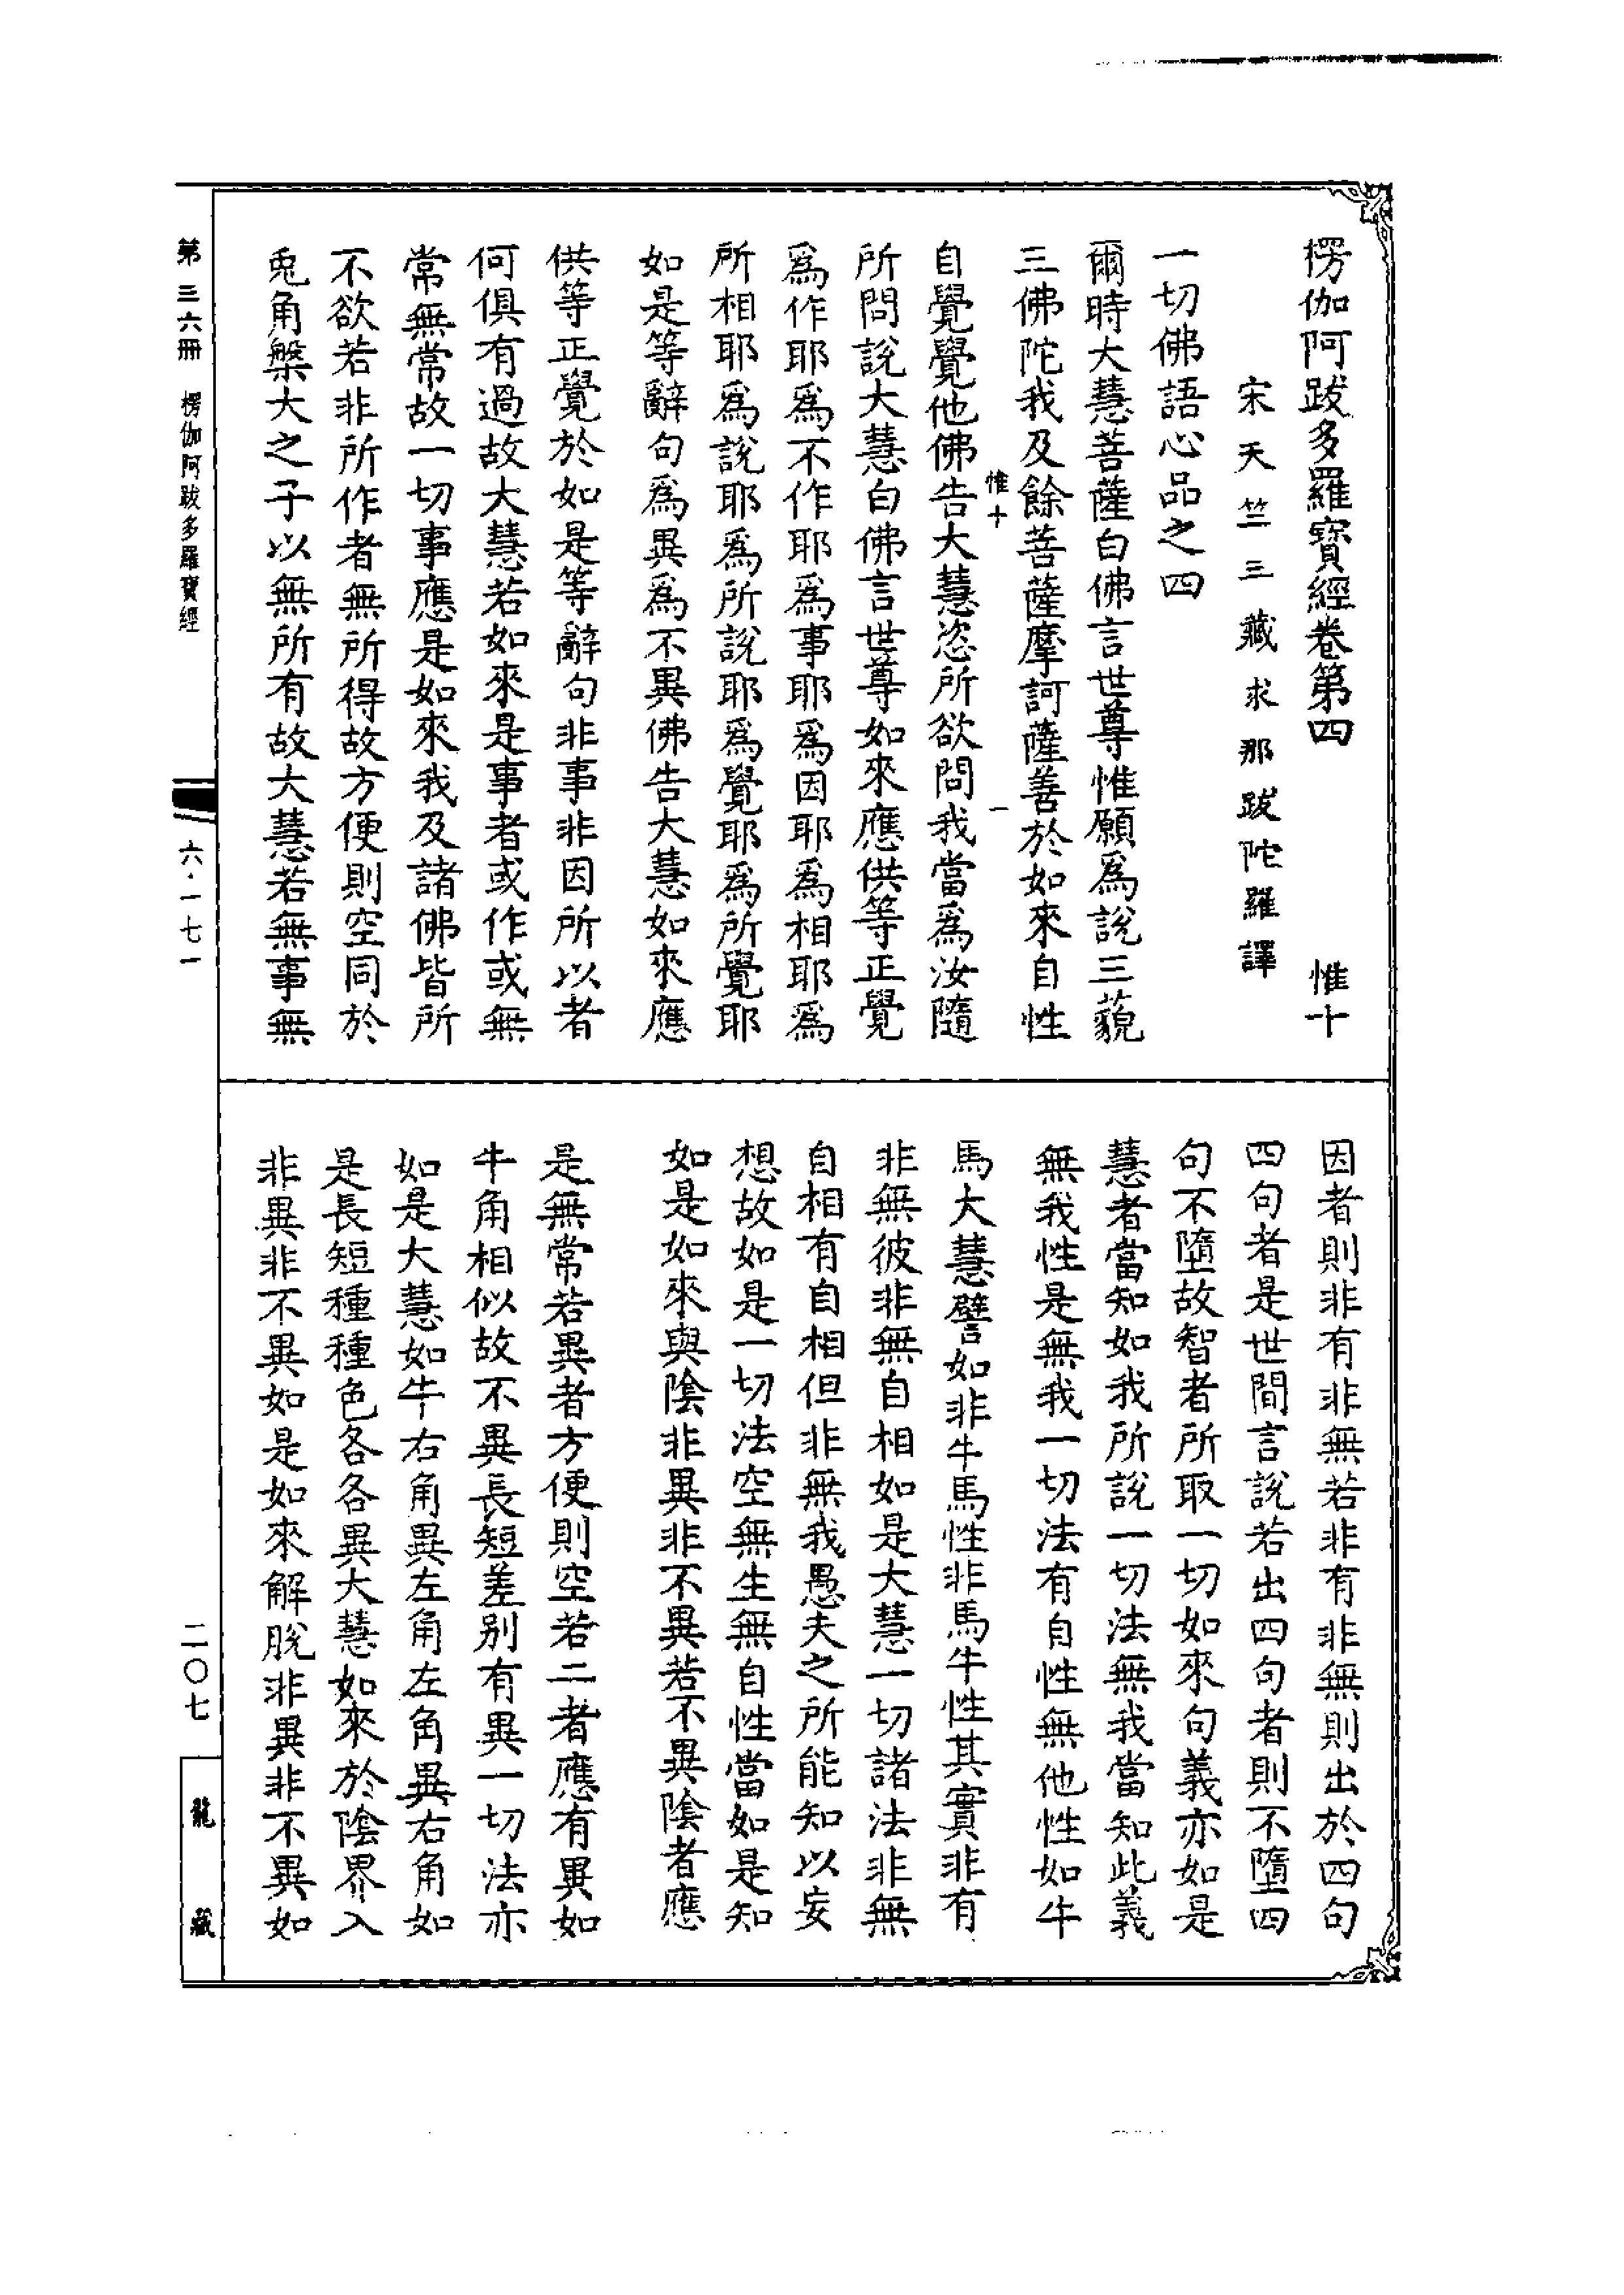 楞伽阿跋多羅寶經卷第四　惟十
宋天竺三藏求那跋陀羅譯
一切佛語心品之四
爾時大慧菩薩白佛言世尊惟願爲說三藐
三佛陀我及餘菩薩摩訶薩善於如來自性
惟十　一
自覺覺他佛告大慧恣所欲問我當爲汝隨
所問說大慧白佛言世尊如來應供等正覺
爲作耶爲不作耶爲事耶爲因耶爲相耶爲
所相耶爲說耶爲所說耶爲覺耶爲所覺耶
如是等辭句爲異爲不異佛告大慧如來應
供等正覺於如是等辭句非事非因所以者
何俱有過故大慧若如來是事者或作或無
常無常故一切事應是如來我及諸佛皆所
不欲若非所作者無所得故方便則空同於
兎角槃大之子以無所有故大慧若無事無
因者則非有非無若非有非無則出於四句
四句者是世間言說若出四句者則不墮四
句不墮故智者所取一切如來句義亦如是
慧者當知如我所說一切法無我當知此義
無我性是無我一切法有自性無他性如牛
馬大慧譬如非牛馬性非馬牛性其實非有
非無彼非無自相如是大慧一切諸法非無
自相有自相但非無我愚夫之所能知以妄
想故如是一切法空無生無自性當如是知
如是如來與陰非異非不異若不異陰者應
是無常若異者方便則空若二者應有異如
牛角相似故不異長短差別有異一切法亦
如是大慧如牛右角異左角左角異右角如
是長短種種色各各異大慧如來於陰界入
非異非不異如是如來解脫非異非不異如
第三六冊　楞伽阿跋多羅寶經
六·一七一
二〇七
龍藏